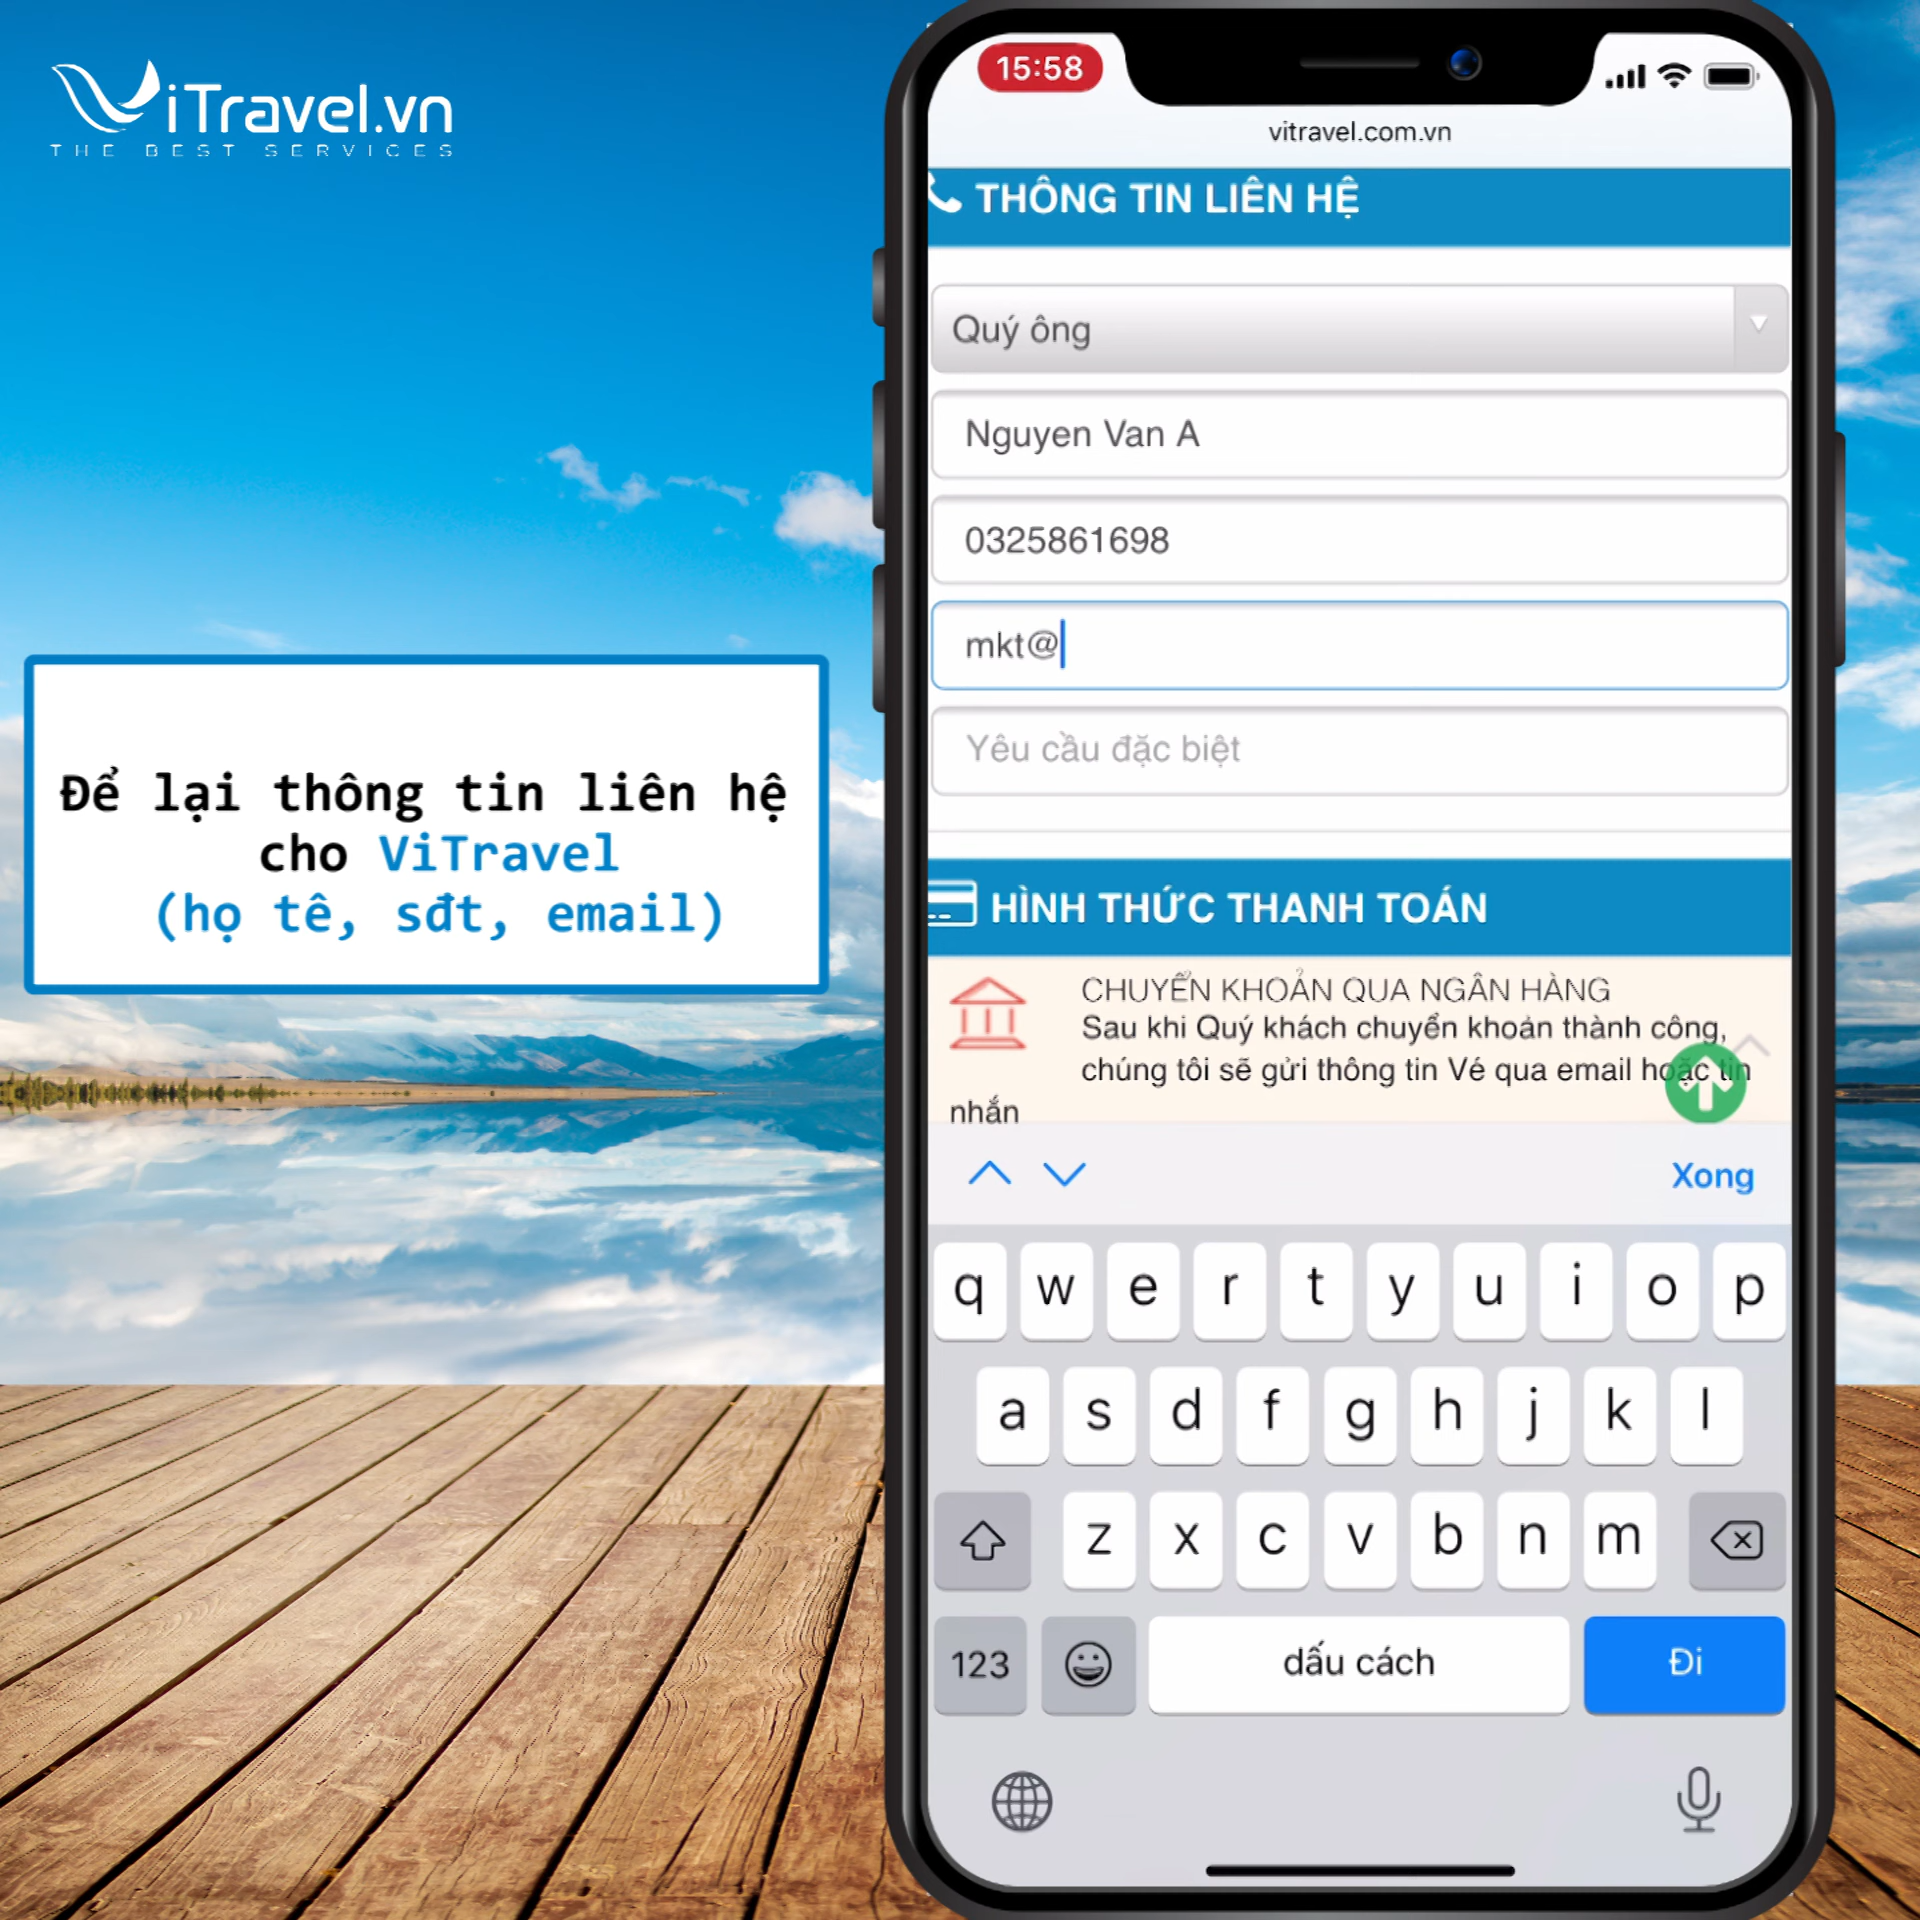 ViTravel.vn
THE BEST SERVICES
Để lại thông tin liên hệ
cho ViTravel
(họ tê, sđt, email)
15:58
vitravel.com.vn
THÔNG TIN LIÊN HỆ
Quý ông
Nguyen Van A
0325861698
mkt@
Yêu cầu đặc biệt
HÌNH THỨC THANH TOÁN
CHUYỂN KHOẢN QUA NGÂN HÀNG
Sau khi Quý khách chuyển khoản thành công,
chúng tôi sẽ gửi thông tin Vé qua email hoặc tin
nhắn
Xong
q w e r t y u i o p
a s d f g h j k l
z x c v b n m
123 dấu cách Đi